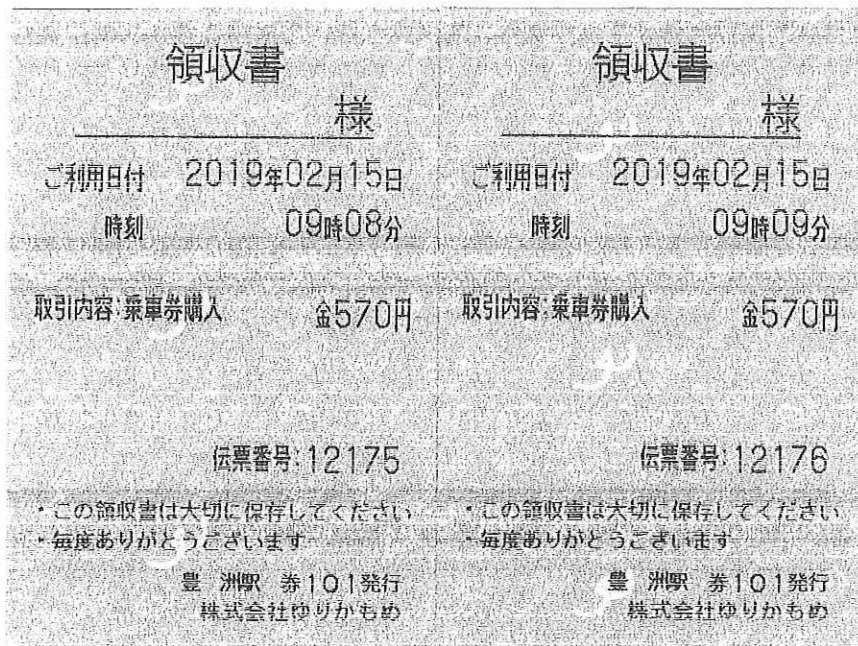 領収書
様
ご利用日付 2019年02月15日
時刻 09時08分
取引内容:乗車券購入 金570円
伝票番号:12175
・この領収書は大切に保存してください
・毎度ありがとうございます
豊洲駅 券101発行
株式会社ゆりかもめ
領収書
様
ご利用日付 2019年02月15日
時刻 09時09分
取引内容:乗車券購入 金570円
伝票番号:12176
・この領収書は大切に保存してください
・毎度ありがとうございます
豊洲駅 券101発行
株式会社ゆりかもめ